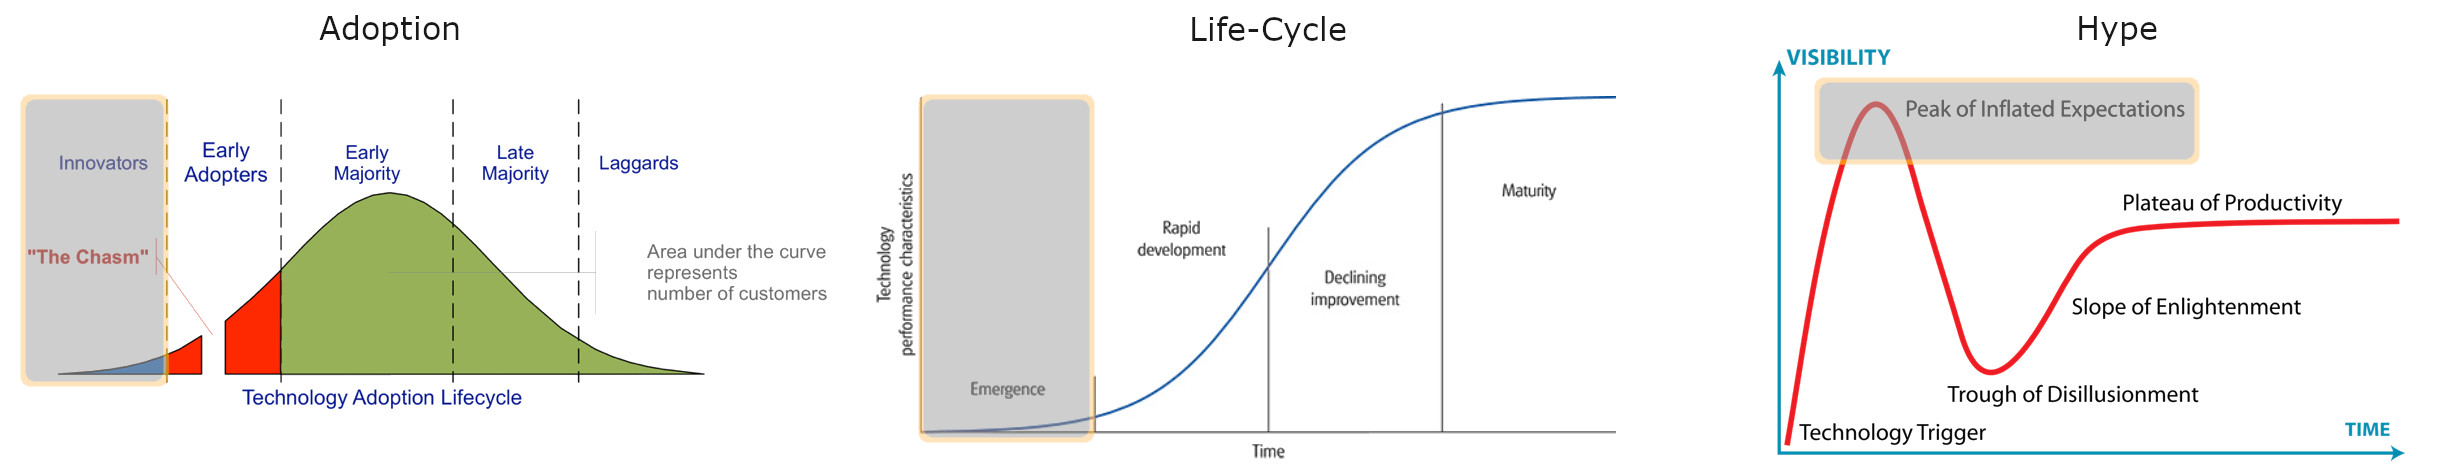 Adoption
Innovators
Early
Adopters
Early
Majority
Late
Majority
Laggards
"The Chasm"
Area under the curve
represents
number of customers
Technology Adoption Lifecycle
Life-Cycle
Technology
performance characteristics
Emergence
Rapid
development
Declining
improvement
Maturity
Time
Hype
VISIBILITY
Peak of Inflated Expectations
Plateau of Productivity
Slope of Enlightenment
Trough of Disillusionment
Technology Trigger
TIME